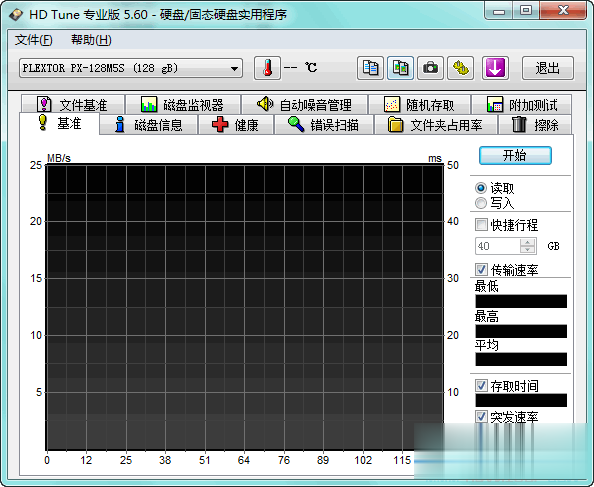 HD Tune 专业版 5.60 - 硬盘/固态硬盘实用程序
文件(F) 帮助(H)
PLEXTOR PX-128M5S (128 gB) -- ℃ 退出
文件基准 磁盘监视器 自动噪音管理 随机存取 附加测试
基准 磁盘信息 健康 错误扫描 文件夹占用率 擦除
MB/s ms
25 50
20 40
15 30
10 20
5 10
0 12 25 38 51 64 76 89 102 115
开始
读取
写入
快捷行程
40 GB
传输速率
最低
最高
平均
存取时间
突发速率